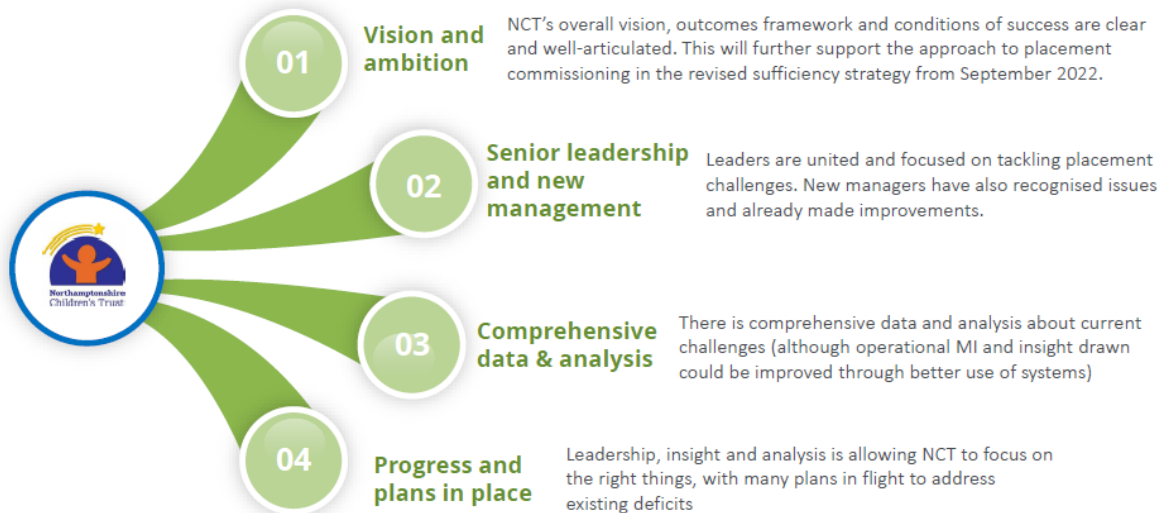 01
Vision and
ambition
NCT's overall vision, outcomes framework and conditions of success are clear
and well-articulated. This will further support the approach to placement
commissioning in the revised sufficiency strategy from September 2022.
02
Senior leadership
and new
management
Leaders are united and focused on tackling placement
challenges. New managers have also recognised issues
and already made improvements.
Northamptonshire
Children's Trust
03
Comprehensive
data & analysis
There is comprehensive data and analysis about current
challenges (although operational MI and insight drawn
could be improved through better use of systems)
04
Progress and
plans in place
Leadership, insight and analysis is allowing NCT to focus on
the right things, with many plans in flight to address
existing deficits